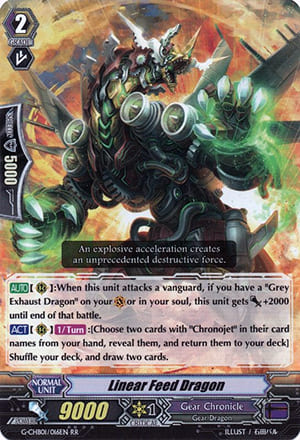 2
5000
An explosive acceleration creates
an unprecedented destructive force.
AUTO [ ] :When this unit attacks a vanguard, if you have a "Grey
Exhaust Dragon" on your or in your soul, this unit gets +2000
until end of that battle.
ACT [ ] 1/Turn :[Choose two cards with "Chronojet" in their card
names from your hand, reveal them, and return them to your deck]
Shuffle your deck, and draw two cards.
NORMAL
UNIT
Linear Feed Dragon
POWER
9000
1
CRITICAL
Gear Chronicle
Gear Dragon
G-CHB01/016EN RR
ILLUST /